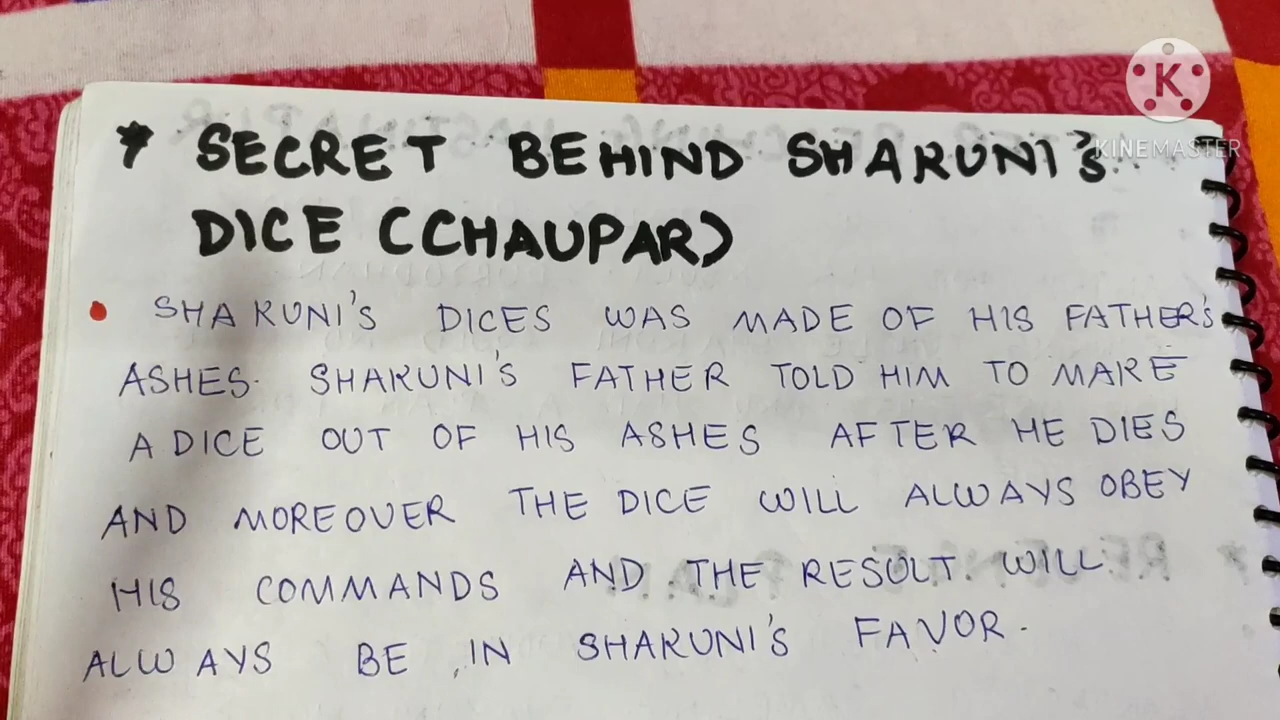 * SECRET BEHIND SHAKUNI'S
DICE (CHAUPAR)
SHAKUNI'S DICES WAS MADE OF HIS FATHER'S
ASHES. SHAKUNI'S FATHER TOLD HIM TO MAKE
A DICE OUT OF HIS ASHES AFTER HE DIES
AND MOREOVER THE DICE WILL ALWAYS OBEY
HIS COMMANDS AND THE RESULT WILL
ALWAYS BE IN SHAKUNI'S FAVOR.
K
KINEMASTER